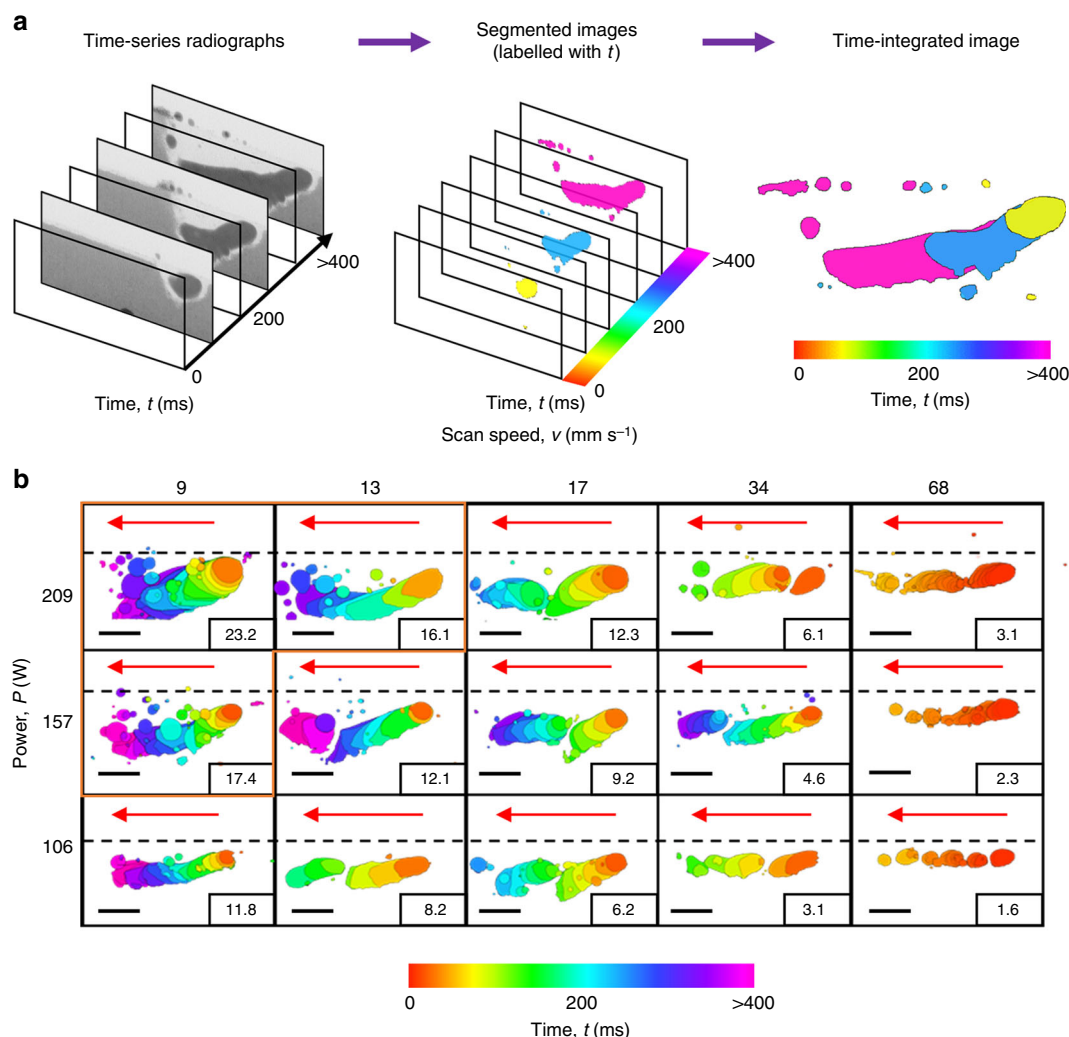 a
Time-series radiographs
Segmented images
(labelled with t)
Time-integrated image
>400
200
0
Time, t (ms)
>400
200
0
Time, t (ms)
0
200
>400
Time, t (ms)
Scan speed, v (mm s–1)
b
9
13
17
34
68
Power, P (W)
209
23.2
16.1
12.3
6.1
3.1
157
17.4
12.1
9.2
4.6
2.3
106
11.8
8.2
6.2
3.1
1.6
0
200
>400
Time, t (ms)